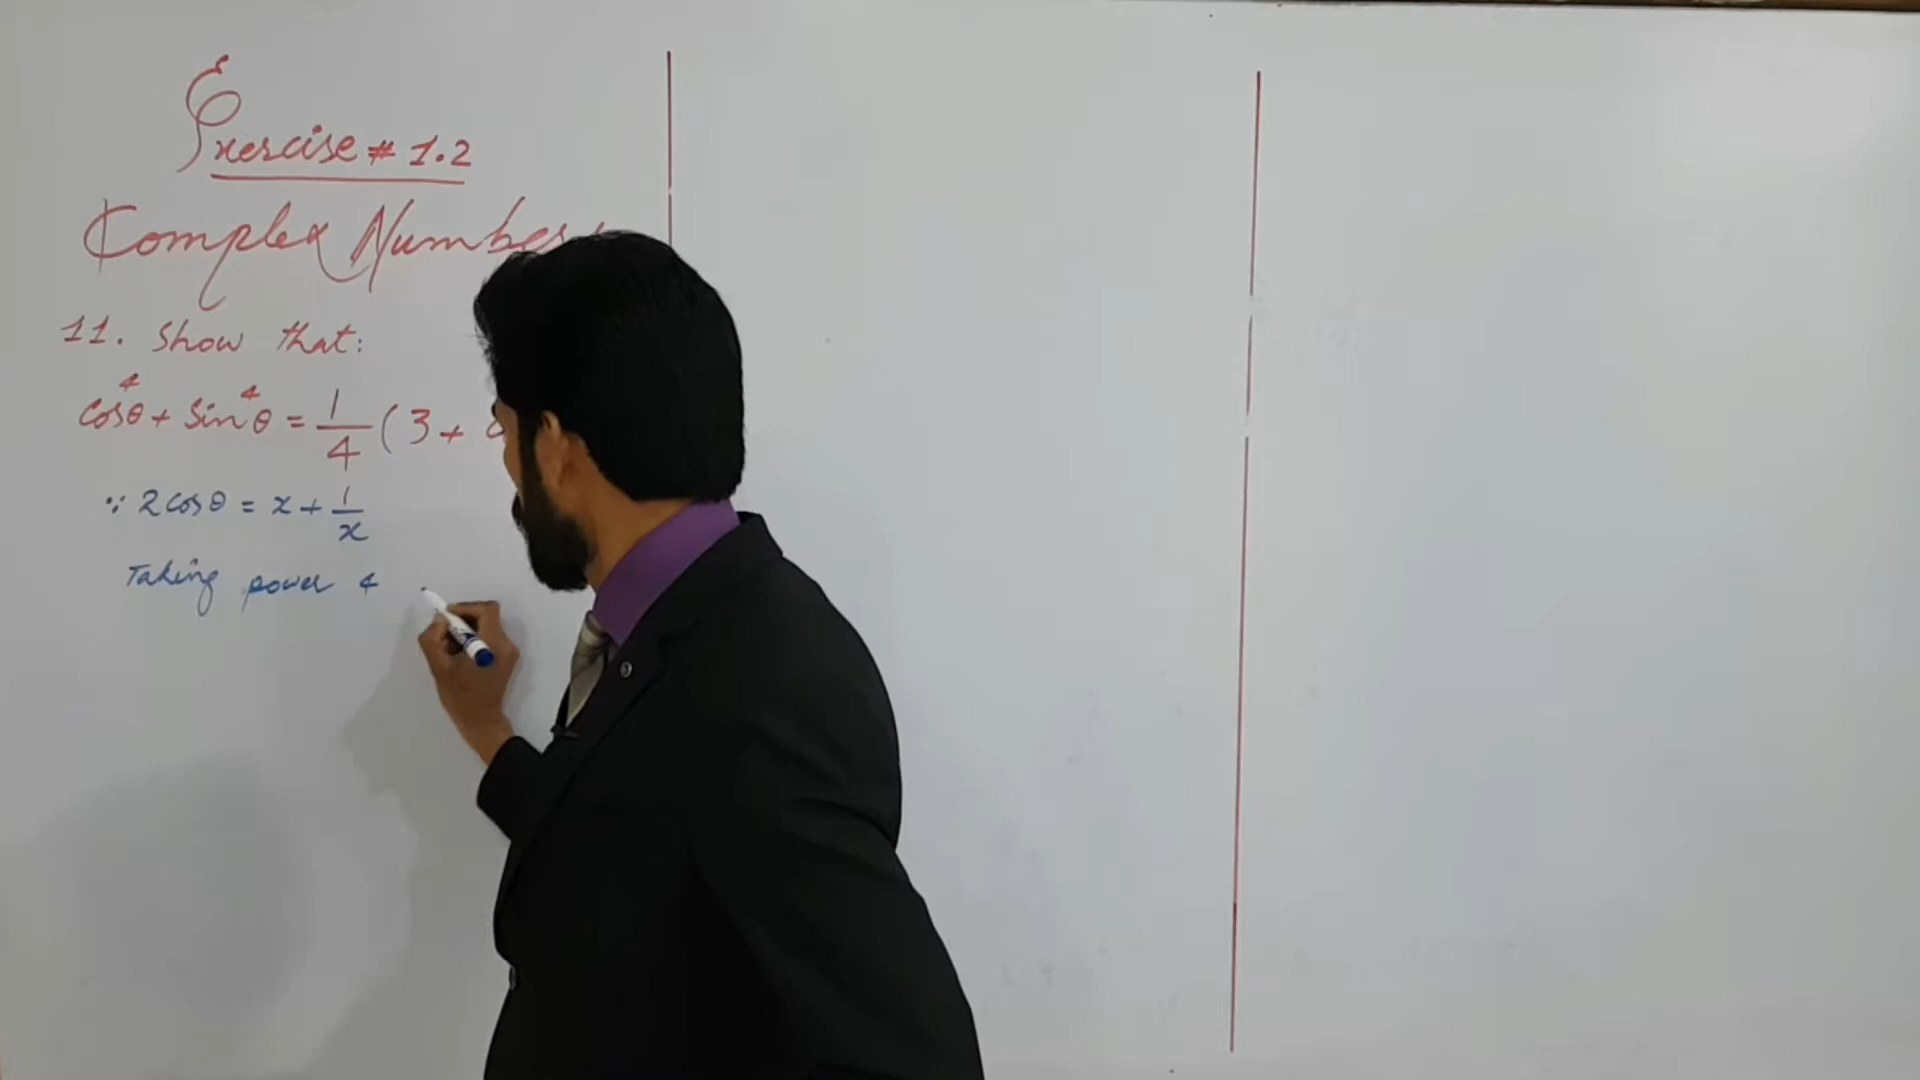 Exercise # 1.2
Complex Numbers
11. Show that:
cos⁴θ + Sin⁴θ = 1/4 (3 +
∵ 2cosθ = x + 1/x
Taking power 4